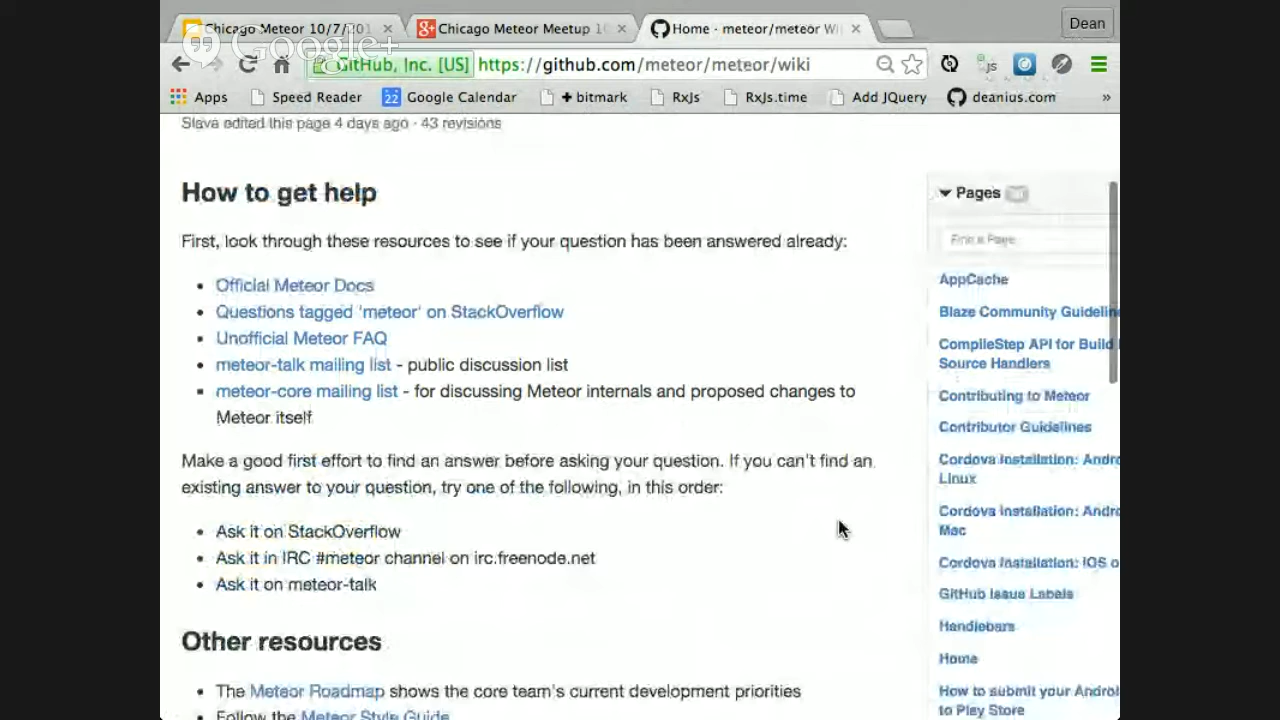 Chicago Meteor 10/7/201
Chicago Meteor Meetup 1
Home · meteor/meteor Wi
Dean
Google+
GitHub, Inc. [US] https://github.com/meteor/meteor/wiki
js
Apps
Speed Reader
22
Google Calendar
+ bitmark
RxJs
RxJs.time
Add JQuery
deanius.com
»
Slava edited this page 4 days ago · 43 revisions
How to get help
First, look through these resources to see if your question has been answered already:
• Official Meteor Docs
• Questions tagged 'meteor' on StackOverflow
• Unofficial Meteor FAQ
• meteor-talk mailing list - public discussion list
• meteor-core mailing list - for discussing Meteor internals and proposed changes to
Meteor itself
Make a good first effort to find an answer before asking your question. If you can't find an
existing answer to your question, try one of the following, in this order:
• Ask it on StackOverflow
• Ask it in IRC #meteor channel on irc.freenode.net
• Ask it on meteor-talk
Other resources
• The Meteor Roadmap shows the core team's current development priorities
• Follow the Meteor Style Guide
Pages
Find a Page
AppCache
Blaze Community Guidelin
CompileStep API for Build
Source Handlers
Contributing to Meteor
Contributor Guidelines
Cordova Installation: Andro
Linux
Cordova Installation: Andro
Mac
Cordova Installation: iOS o
GitHub Issue Labels
Handlebars
Home
How to submit your Androi
to Play Store